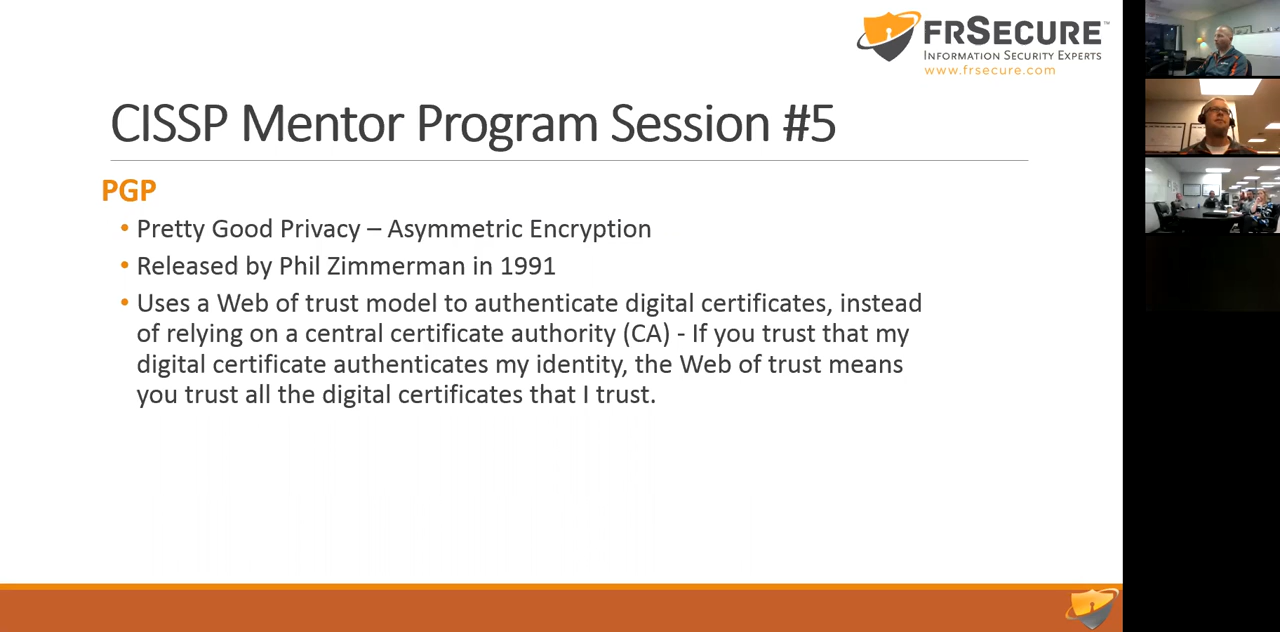 FRSECURE™
INFORMATION SECURITY EXPERTS
www.frsecure.com
CISSP Mentor Program Session #5
PGP
• Pretty Good Privacy – Asymmetric Encryption
• Released by Phil Zimmerman in 1991
• Uses a Web of trust model to authenticate digital certificates, instead
of relying on a central certificate authority (CA) - If you trust that my
digital certificate authenticates my identity, the Web of trust means
you trust all the digital certificates that I trust.